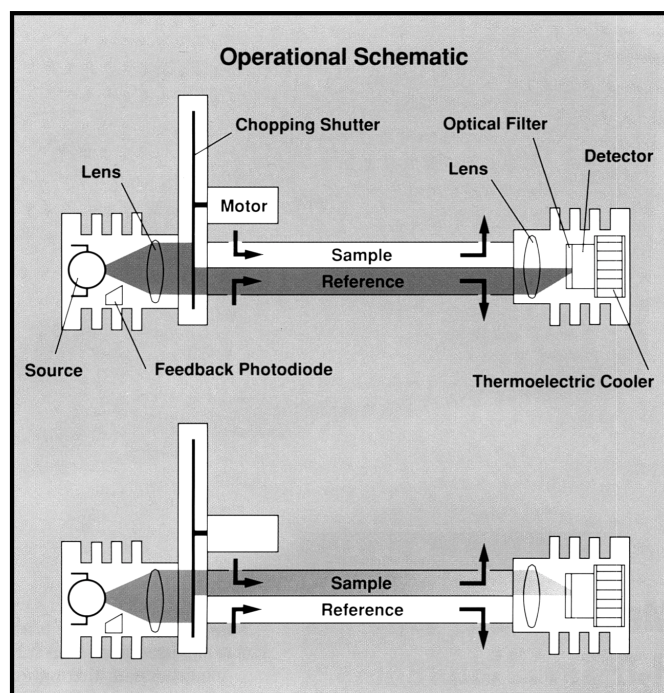 Operational Schematic
Chopping Shutter
Optical Filter
Lens
Detector
Lens
Motor
Sample
Reference
Source
Feedback Photodiode
Thermoelectric Cooler
Sample
Reference